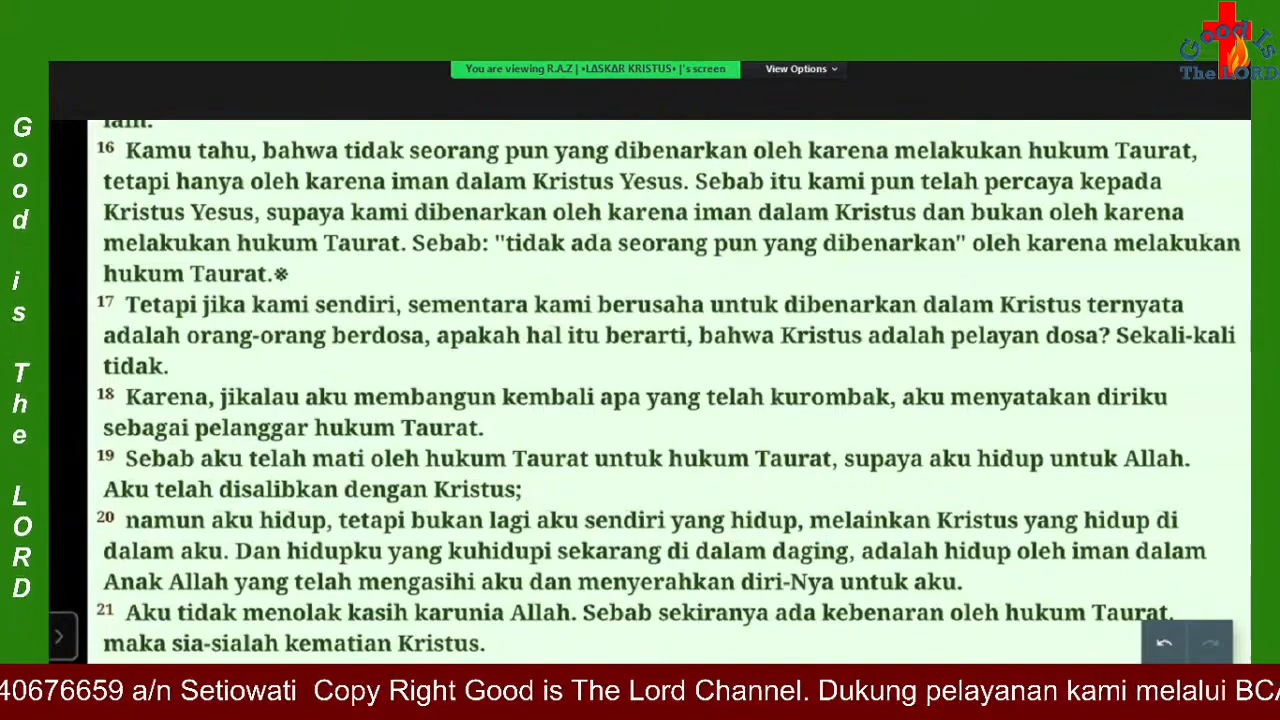 Good Is
The LORD
You are viewing R.A.Z | •LΔSKΔR KRISTUS• |'s screen
View Options
Good is The LORD
lain.
16 Kamu tahu, bahwa tidak seorang pun yang dibenarkan oleh karena melakukan hukum Taurat,
tetapi hanya oleh karena iman dalam Kristus Yesus. Sebab itu kami pun telah percaya kepada
Kristus Yesus, supaya kami dibenarkan oleh karena iman dalam Kristus dan bukan oleh karena
melakukan hukum Taurat. Sebab: "tidak ada seorang pun yang dibenarkan" oleh karena melakukan
hukum Taurat.※
17 Tetapi jika kami sendiri, sementara kami berusaha untuk dibenarkan dalam Kristus ternyata
adalah orang-orang berdosa, apakah hal itu berarti, bahwa Kristus adalah pelayan dosa? Sekali-kali
tidak.
18 Karena, jikalau aku membangun kembali apa yang telah kurombak, aku menyatakan diriku
sebagai pelanggar hukum Taurat.
19 Sebab aku telah mati oleh hukum Taurat untuk hukum Taurat, supaya aku hidup untuk Allah.
Aku telah disalibkan dengan Kristus;
20 namun aku hidup, tetapi bukan lagi aku sendiri yang hidup, melainkan Kristus yang hidup di
dalam aku. Dan hidupku yang kuhidupi sekarang di dalam daging, adalah hidup oleh iman dalam
Anak Allah yang telah mengasihi aku dan menyerahkan diri-Nya untuk aku.
21 Aku tidak menolak kasih karunia Allah. Sebab sekiranya ada kebenaran oleh hukum Taurat,
maka sia-sialah kematian Kristus.
40676659 a/n Setiowati  Copy Right Good is The Lord Channel. Dukung pelayanan kami melalui BCA